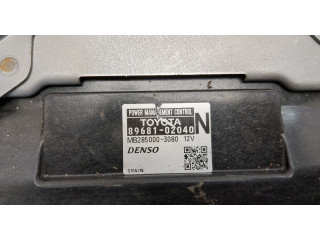 POWER MANAGEMENT CONTROL
TOYOTA
89681-02040 N
MB285000-3080 12V
DENSO
SPAIN